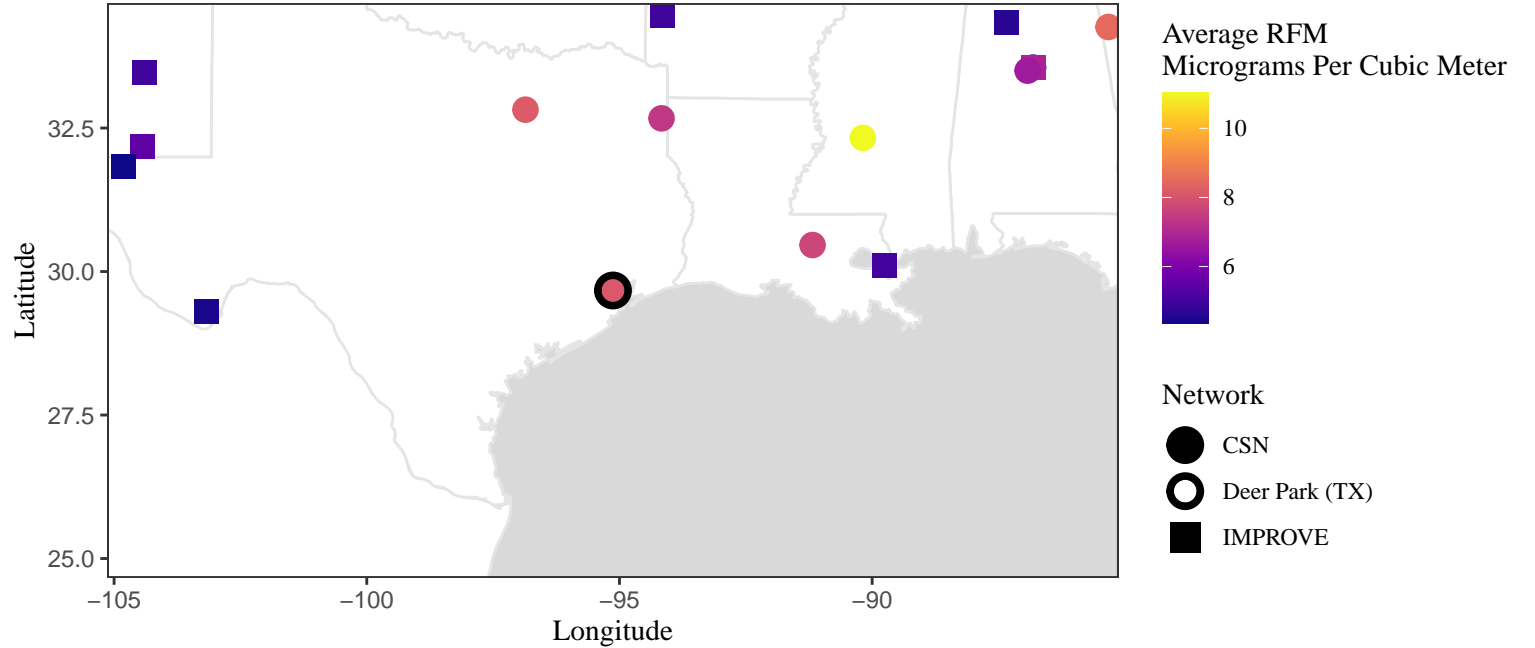 32.5
30.0
27.5
25.0
Latitude
−105
−100
−95
−90
Longitude
Average RFM
Micrograms Per Cubic Meter
10
8
6
Network
CSN
Deer Park (TX)
IMPROVE